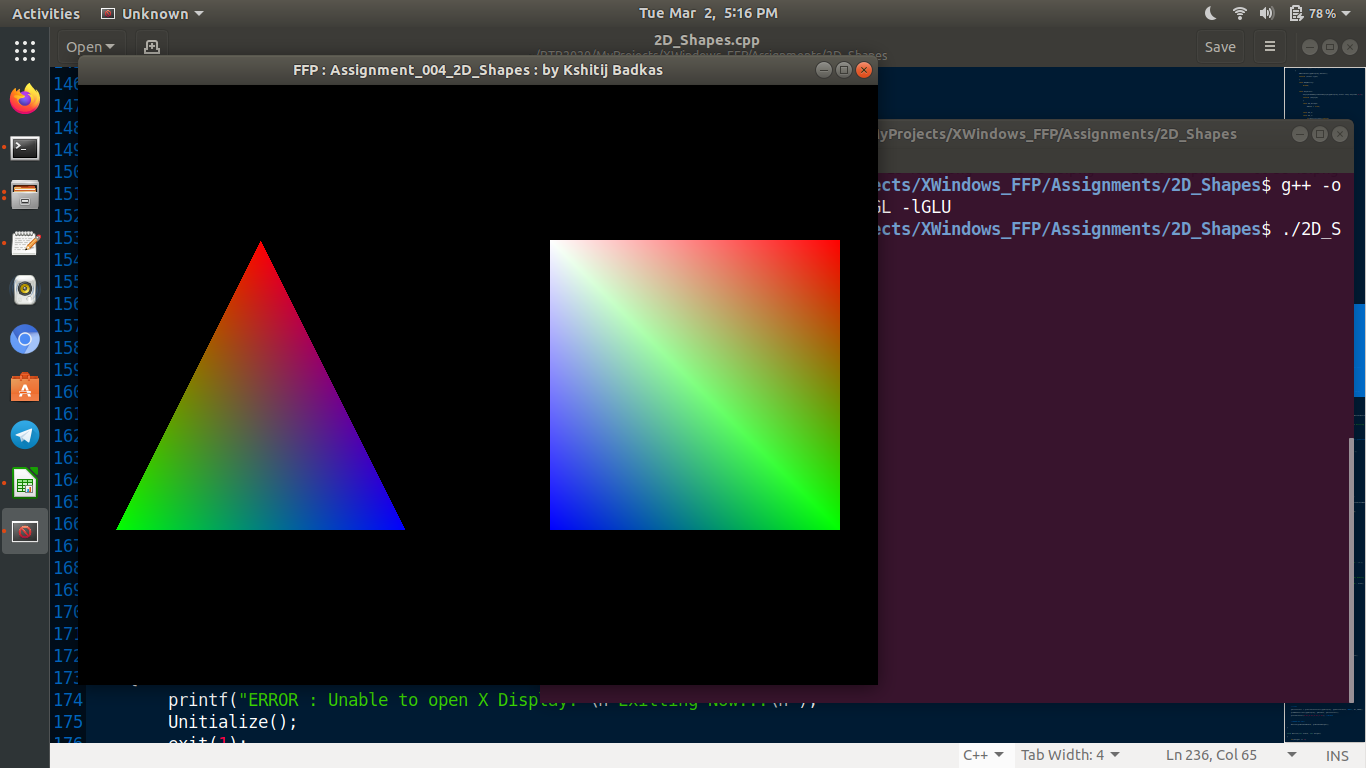 Activities Unknown Tue Mar 2, 5:16 PM 78%
Open 2D_Shapes.cpp Save
/RTR2020/MyProjects/XWindows_FFP/Assignments/2D_Shapes
FFP : Assignment_004_2D_Shapes : by Kshitij Badkas
MyProjects/XWindows_FFP/Assignments/2D_Shapes
ects/XWindows_FFP/Assignments/2D_Shapes$ g++ -o
GL -lGLU
ects/XWindows_FFP/Assignments/2D_Shapes$ ./2D_S
146
147
148
149
150
151
152
153
154
155
156
157
158
159
160
161
162
163
164
165
166
167
168
169
170
171
172
173
174 printf("ERROR : Unable to open X Display. \n Exitting Now...\n");
175 Unitialize();
176 exit(1);
C++ Tab Width: 4 Ln 236, Col 65 INS